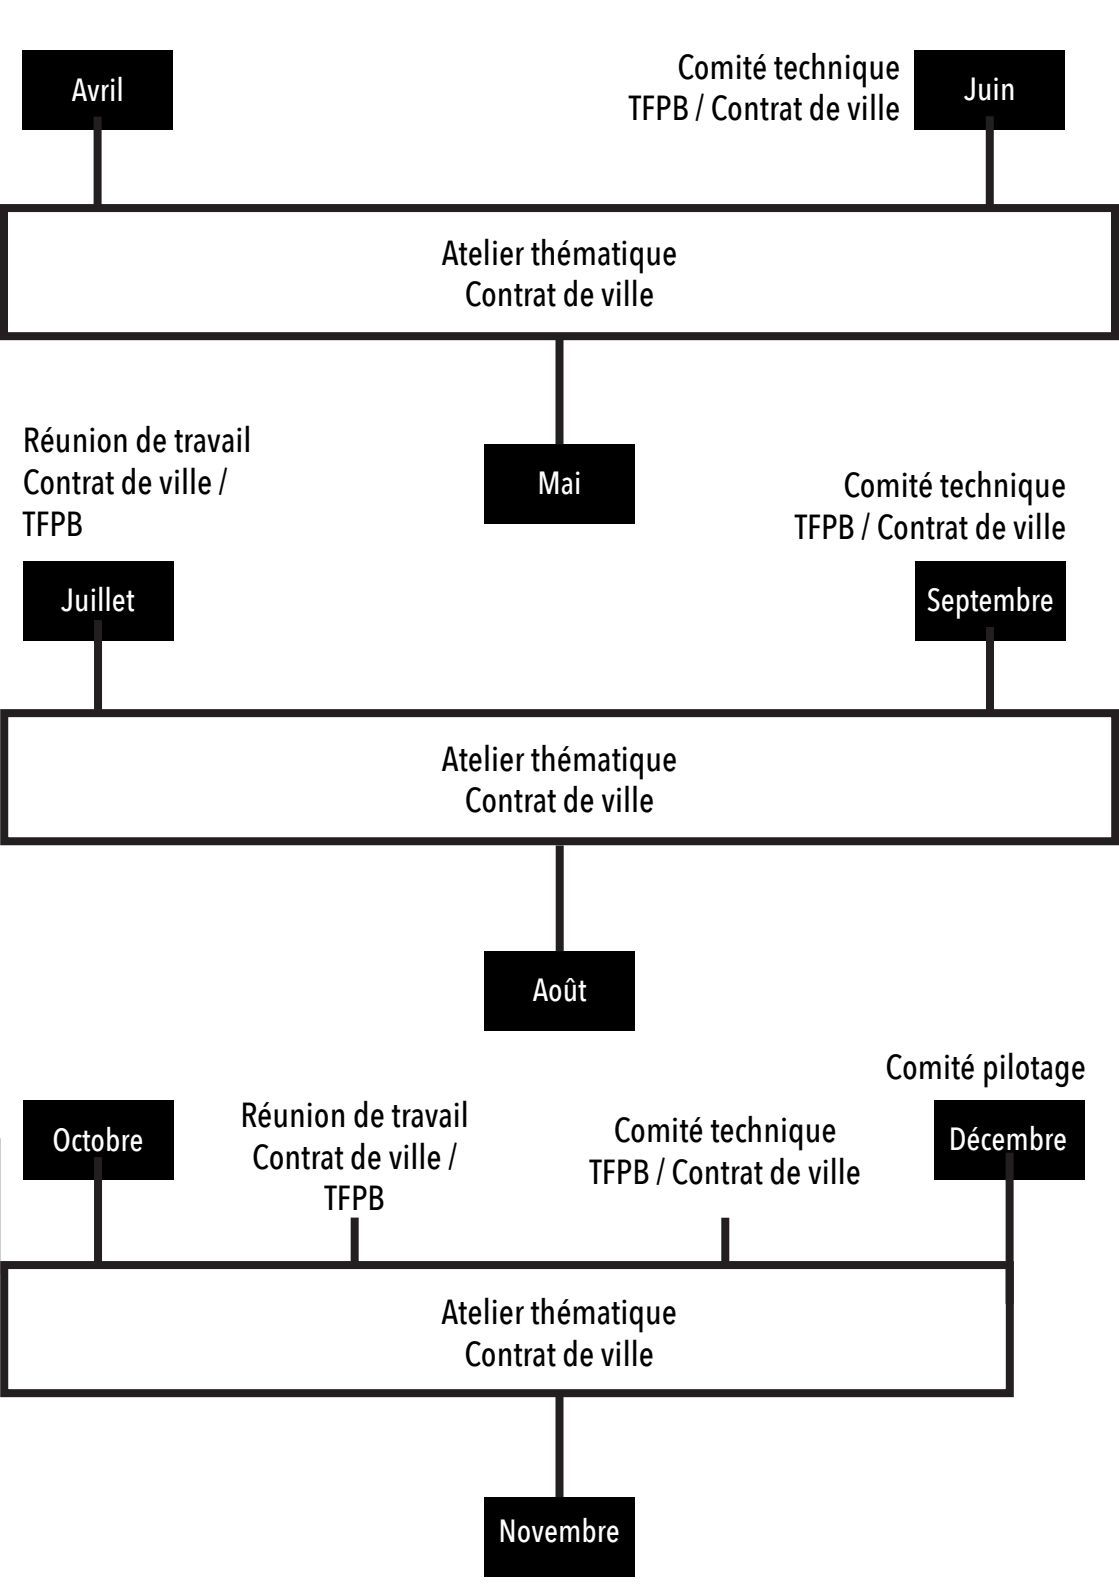 Avril
Comité technique
TFPB / Contrat de ville
Juin
Atelier thématique
Contrat de ville
Mai
Réunion de travail
Contrat de ville /
TFPB
Juillet
Comité technique
TFPB / Contrat de ville
Septembre
Atelier thématique
Contrat de ville
Août
Octobre
Réunion de travail
Contrat de ville /
TFPB
Comité technique
TFPB / Contrat de ville
Comité pilotage
Décembre
Atelier thématique
Contrat de ville
Novembre